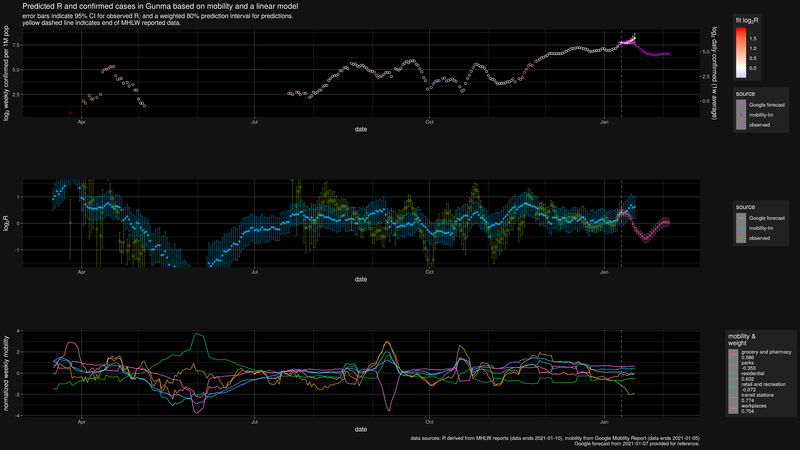 Predicted R and confirmed cases in Gunma based on mobility and a linear model
error bars indicate 95% CI for observed R, and a weighted 80% prediction interval for predictions.
yellow dashed line indicates end of MHLW reported data.
log₂ weekly confirmed per 1M pop
7.5
5.0
2.5
log₂ daily confirmed (1w average)
5.0
2.5
0.0
Apr
Jul
Oct
Jan
date
fit log₂R
1.5
1.0
0.5
0.0
source
Google forecast
mobility-lm
observed
log₂R
1
0
-1
Apr
Jul
Oct
Jan
date
source
Google forecast
mobility-lm
observed
normalized weekly mobility
4
2
0
-2
-4
Apr
Jul
Oct
Jan
date
mobility &
weight
grocery and pharmacy
0.586
parks
-0.353
residential
0.632
retail and recreation
-0.072
transit stations
0.774
workplaces
0.704
data sources: R derived from MHLW reports (data ends 2021-01-10), mobility from Google Mobility Report (data ends 2021-01-05)
Google forecast from 2021-01-07 provided for reference.